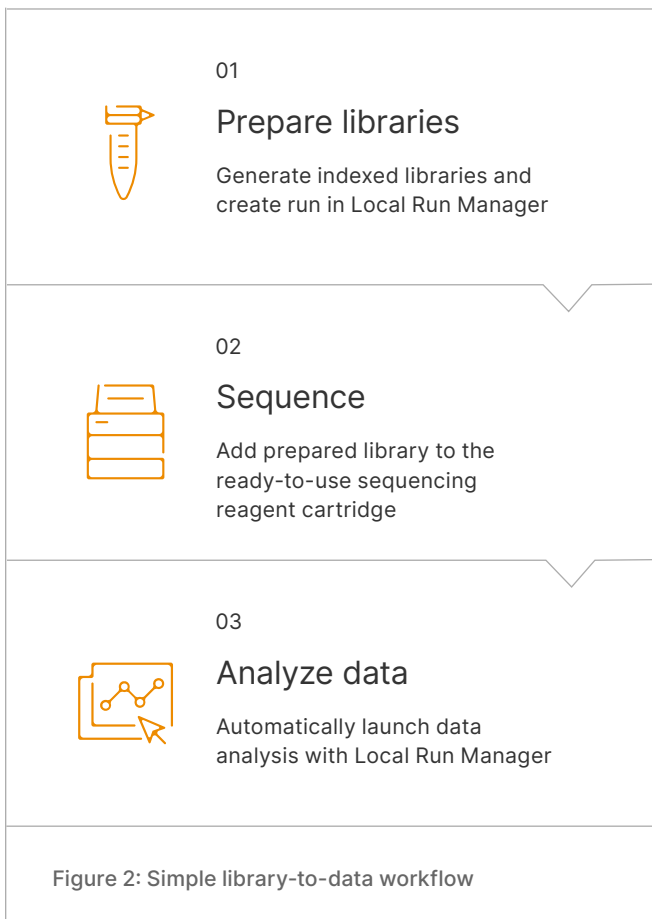 01
Prepare libraries
Generate indexed libraries and
create run in Local Run Manager
02
Sequence
Add prepared library to the
ready-to-use sequencing
reagent cartridge
03
Analyze data
Automatically launch data
analysis with Local Run Manager
Figure 2: Simple library-to-data workflow